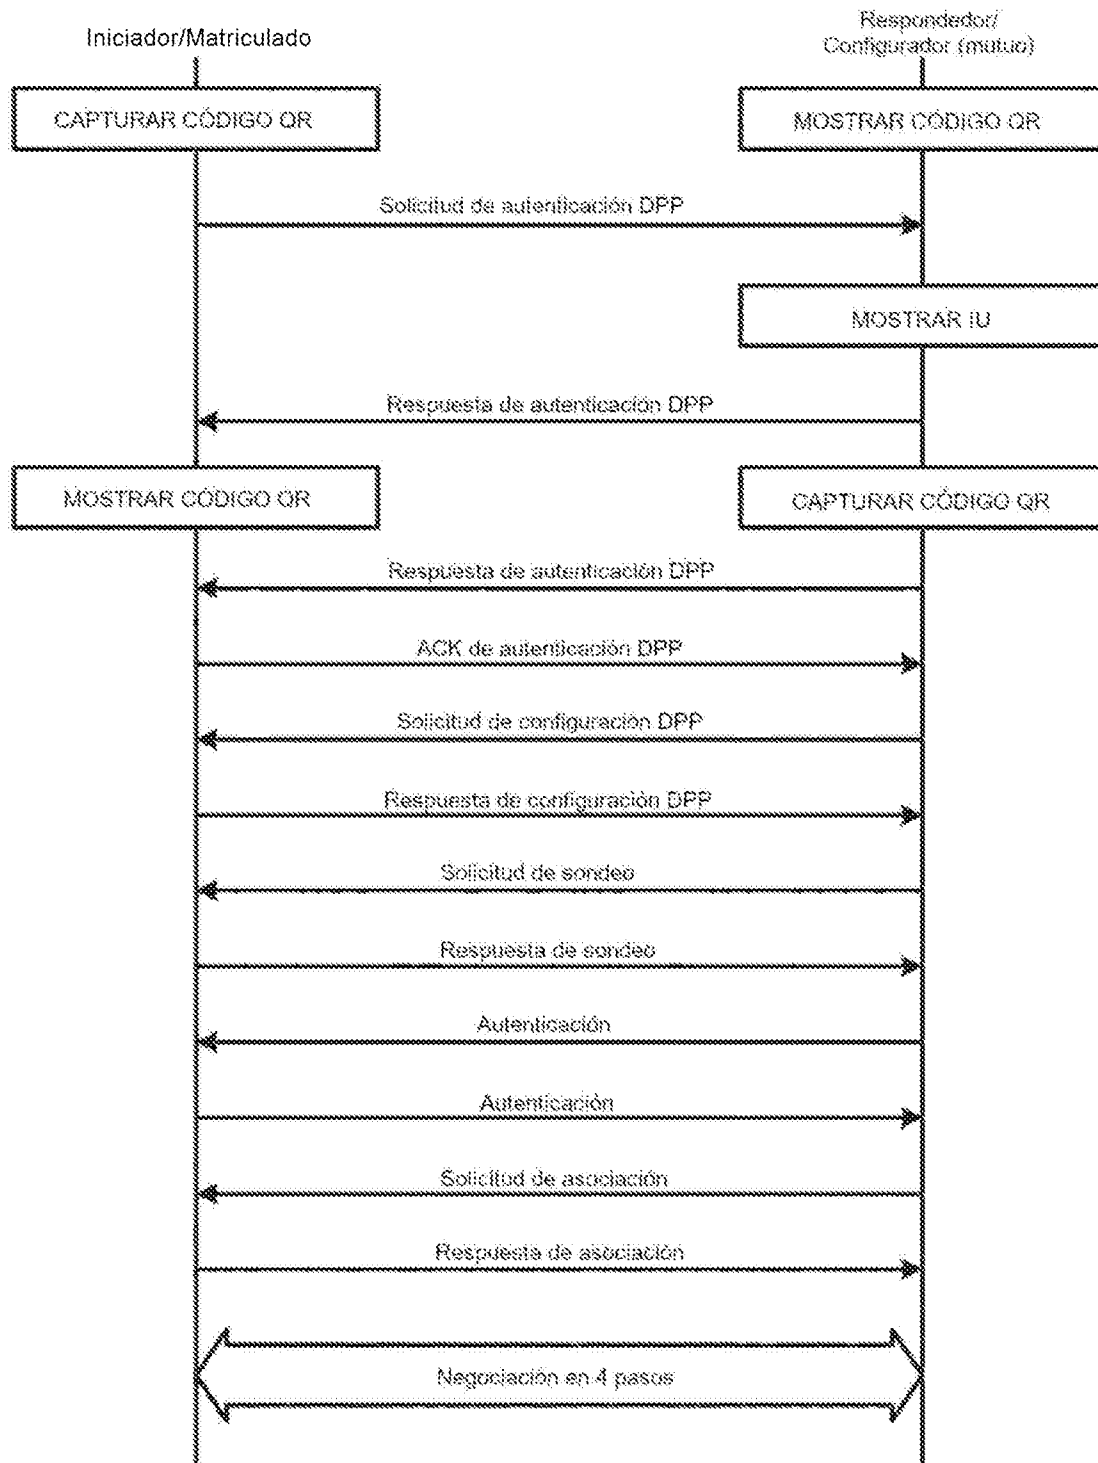 Iniciador/Matriculado
Respondedor/
Configurador (mutuo)
CAPTURAR CÓDIGO QR
MOSTRAR CÓDIGO QR
Solicitud de autenticación DPP
MOSTRAR IU
Respuesta de autenticación DPP
MOSTRAR CÓDIGO QR
CAPTURAR CÓDIGO QR
Respuesta de autenticación DPP
ACK de autenticación DPP
Solicitud de configuración DPP
Respuesta de configuración DPP
Solicitud de sondeo
Respuesta de sondeo
Autenticación
Autenticación
Solicitud de asociación
Respuesta de asociación
Negociación en 4 pasos